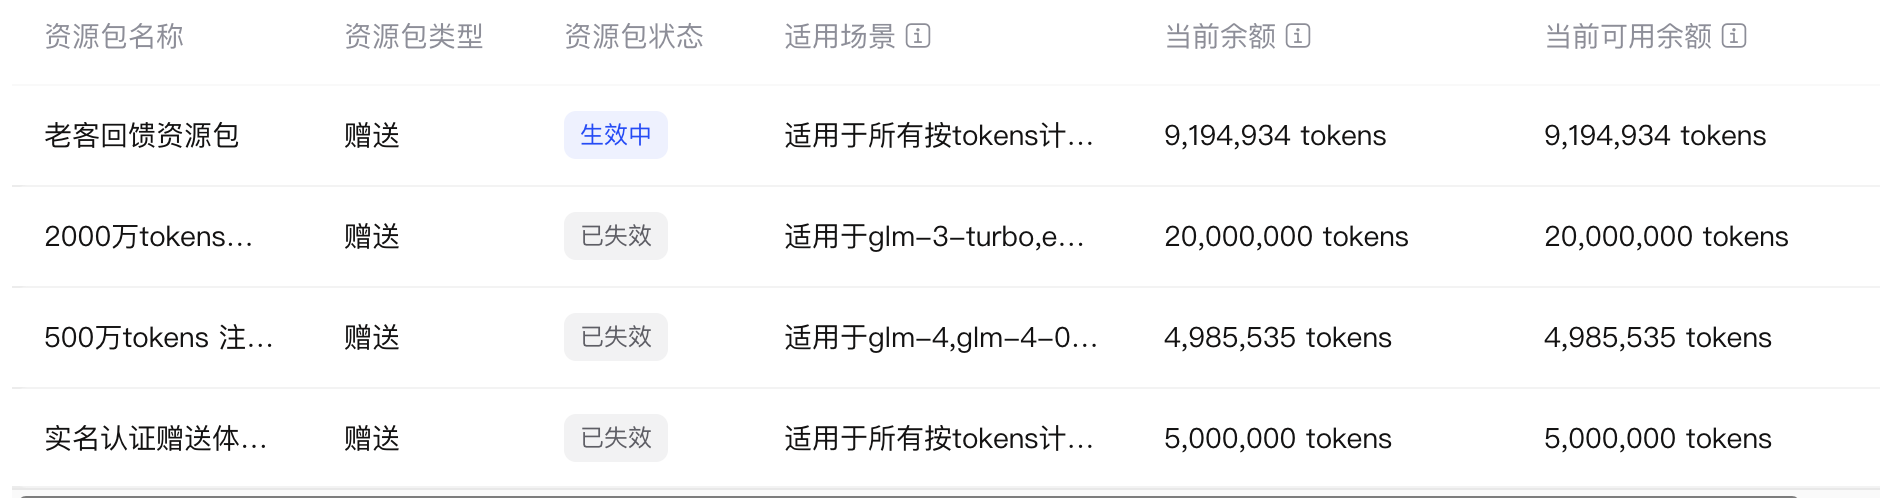 资源包名称 资源包类型 资源包状态 适用场景 当前余额 当前可用余额
老客回馈资源包 赠送 生效中 适用于所有按tokens计... 9,194,934 tokens 9,194,934 tokens
2000万tokens... 赠送 已失效 适用于glm-3-turbo,e... 20,000,000 tokens 20,000,000 tokens
500万tokens 注... 赠送 已失效 适用于glm-4,glm-4-0... 4,985,535 tokens 4,985,535 tokens
实名认证赠送体... 赠送 已失效 适用于所有按tokens计... 5,000,000 tokens 5,000,000 tokens